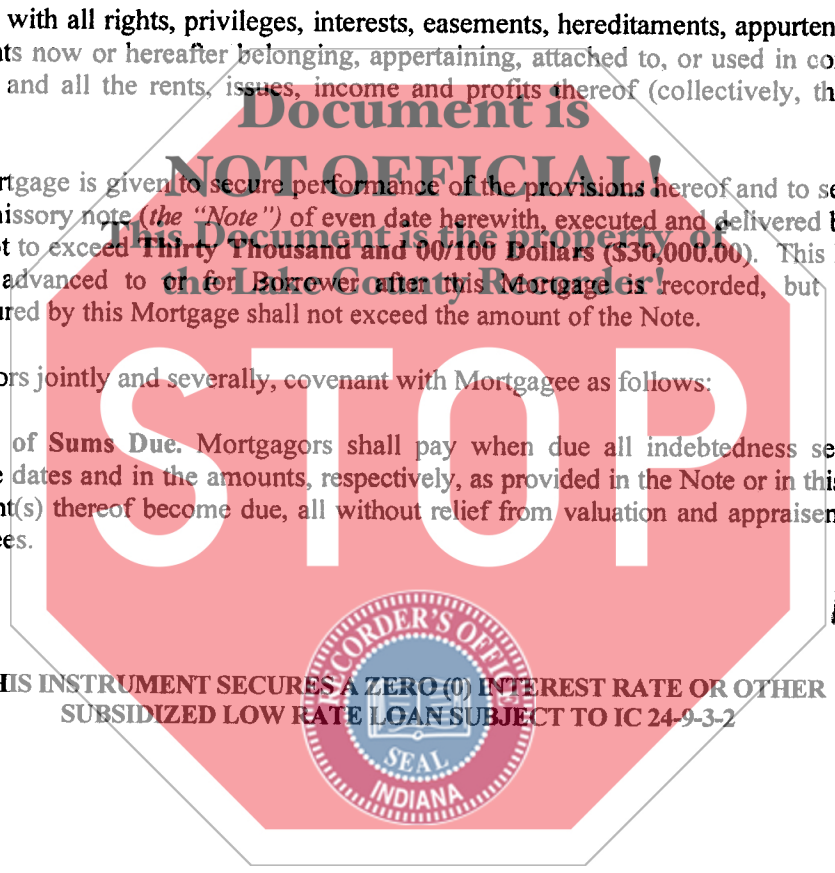 with all rights, privileges, interests, easements, hereditaments, appurten
ts now or hereafter belonging, appertaining, attached to, or used in co
and all the rents, issues, income and profits thereof (collectively, th
Document is
NOT OFFICIAL!
rtgage is given to secure performance of the provisions hereof and to se
issory note (the “Note”) of even date herewith, executed and delivered b
This Document is the property of
t to exceed Thirty Thousand and 00/100 Dollars ($30,000.00). This
the Lake County Recorder!
advanced to or for Borrower after this Mortgage is recorded, but
ured by this Mortgage shall not exceed the amount of the Note.
ors jointly and severally, covenant with Mortgagee as follows:
STOP
of Sums Due. Mortgagors shall pay when due all indebtedness se
e dates and in the amounts, respectively, as provided in the Note or in this
nt(s) thereof become due, all without relief from valuation and appraisen
ees.
RECORDER'S OFFICE
HIS INSTRUMENT SECURES A ZERO (0) INTEREST RATE OR OTHER
SUBSIDIZED LOW RATE LOAN SUBJECT TO IC 24-9-3-2
SEAL
INDIANA